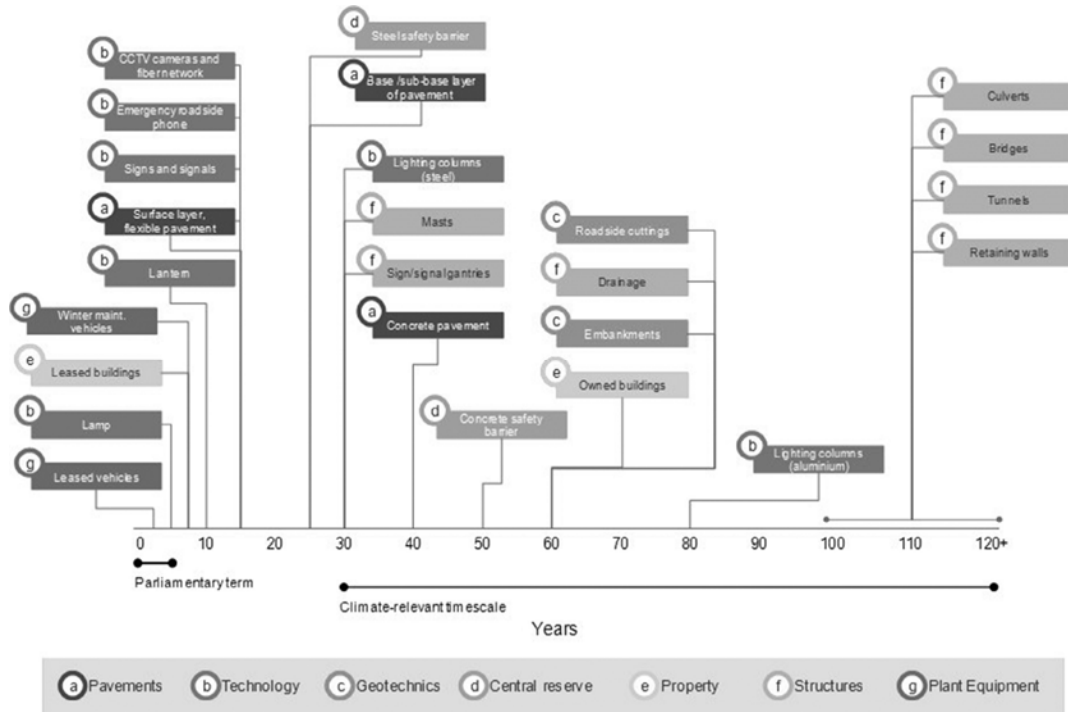 d
Steel safety barrier
b
CCTV cameras and
fiber network
a
Base /sub-base layer
of pavement
f
Culverts
b
Emergency roadside
phone
f
Bridges
b
Signs and signals
b
Lighting columns
(steel)
f
Tunnels
a
Surface layer,
flexible pavement
f
Masts
c
Roadside cuttings
f
Retaining walls
b
Lantern
f
Sign/signal gantries
f
Drainage
g
Winter maint.
vehicles
a
Concrete pavement
c
Embankments
e
Leased buildings
e
Owned buildings
b
Lamp
d
Concrete safety
barrier
g
Leased vehicles
b
Lighting columns
(aluminium)
0 10 20 30 40 50 60 70 80 90 100 110 120+
Parliamentary term
Climate-relevant timescale
Years
a Pavements b Technology c Geotechnics d Central reserve e Property f Structures g Plant Equipment